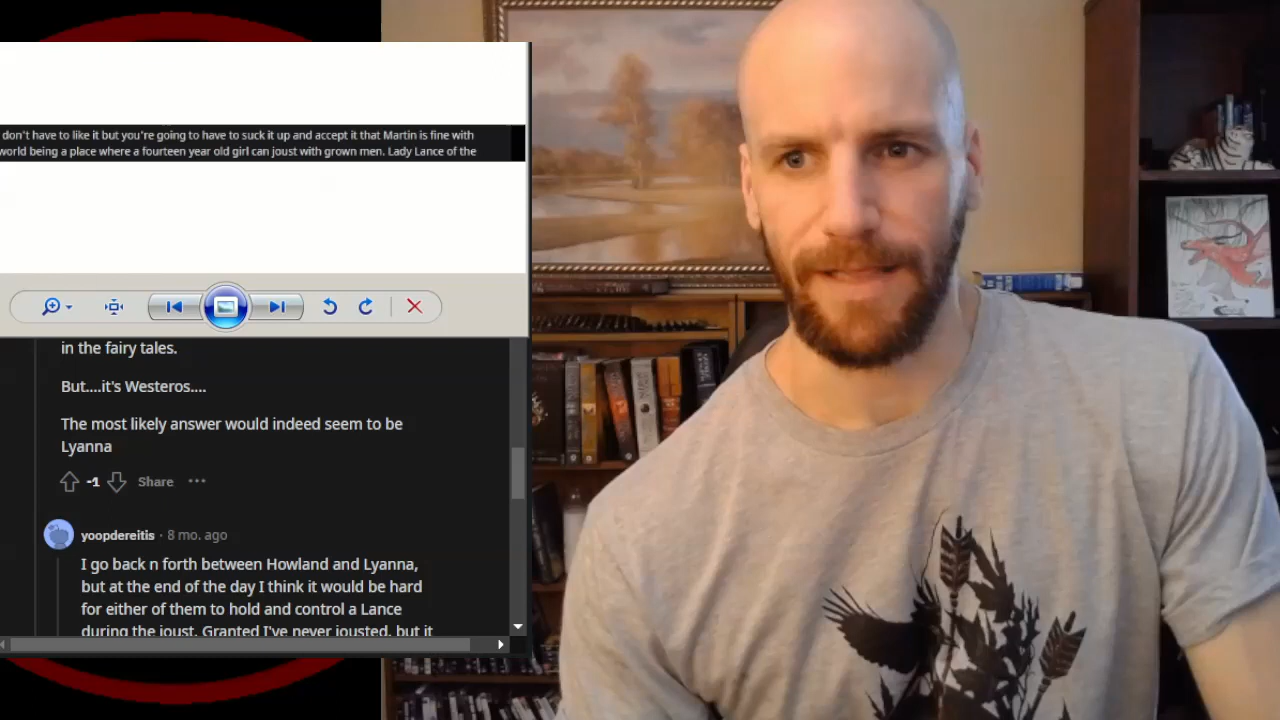 don't have to like it but you're going to have to suck it up and accept it that Martin is fine with
world being a place where a fourteen year old girl can joust with grown men. Lady Lance of the
in the fairy tales.
But....it's Westeros....
The most likely answer would indeed seem to be
Lyanna
-1 Share ···
yoopdereitis · 8 mo. ago
I go back n forth between Howland and Lyanna,
but at the end of the day I think it would be hard
for either of them to hold and control a Lance
during the joust. Granted I've never jousted, but it